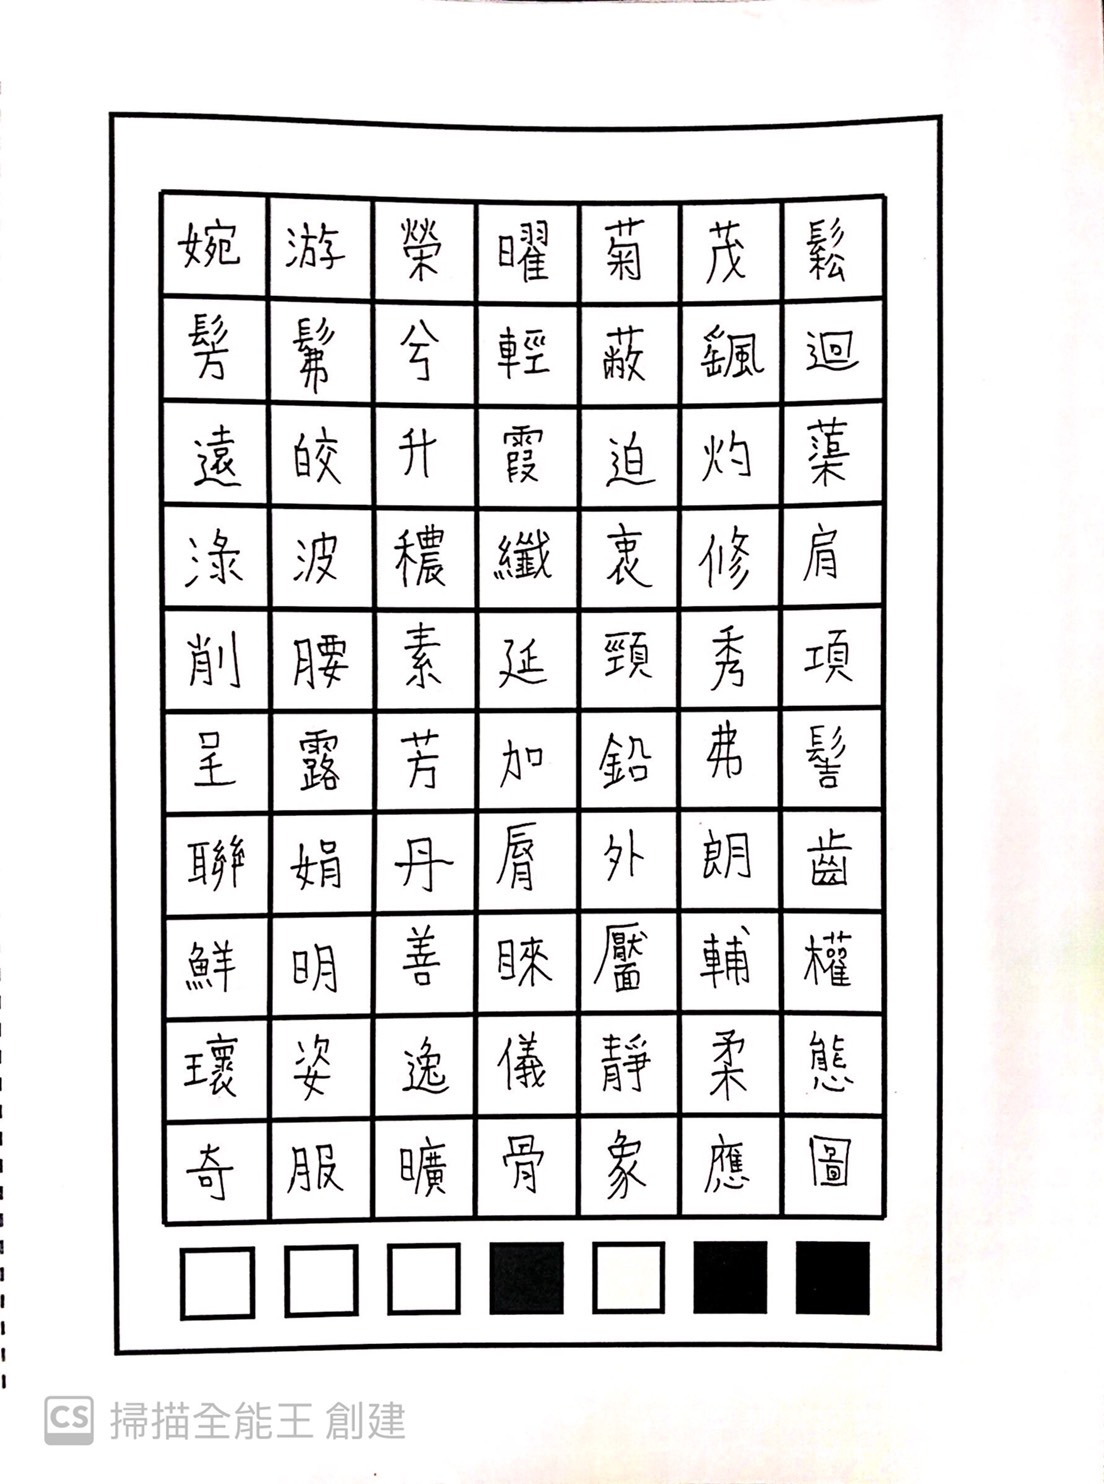 婉游榮曜菊茂鬆
髣髴兮輕蔽飖迴
遠皎升霞迫灼蕖
淥波穠纖衷修肩
削腰素延頸秀項
呈露芳加鉛弗髻
聯娟丹脣外朗齒
鮮明善睞靨輔權
瓌姿逸儀靜柔態
奇服曠骨象應圖
CS 掃描全能王 創建